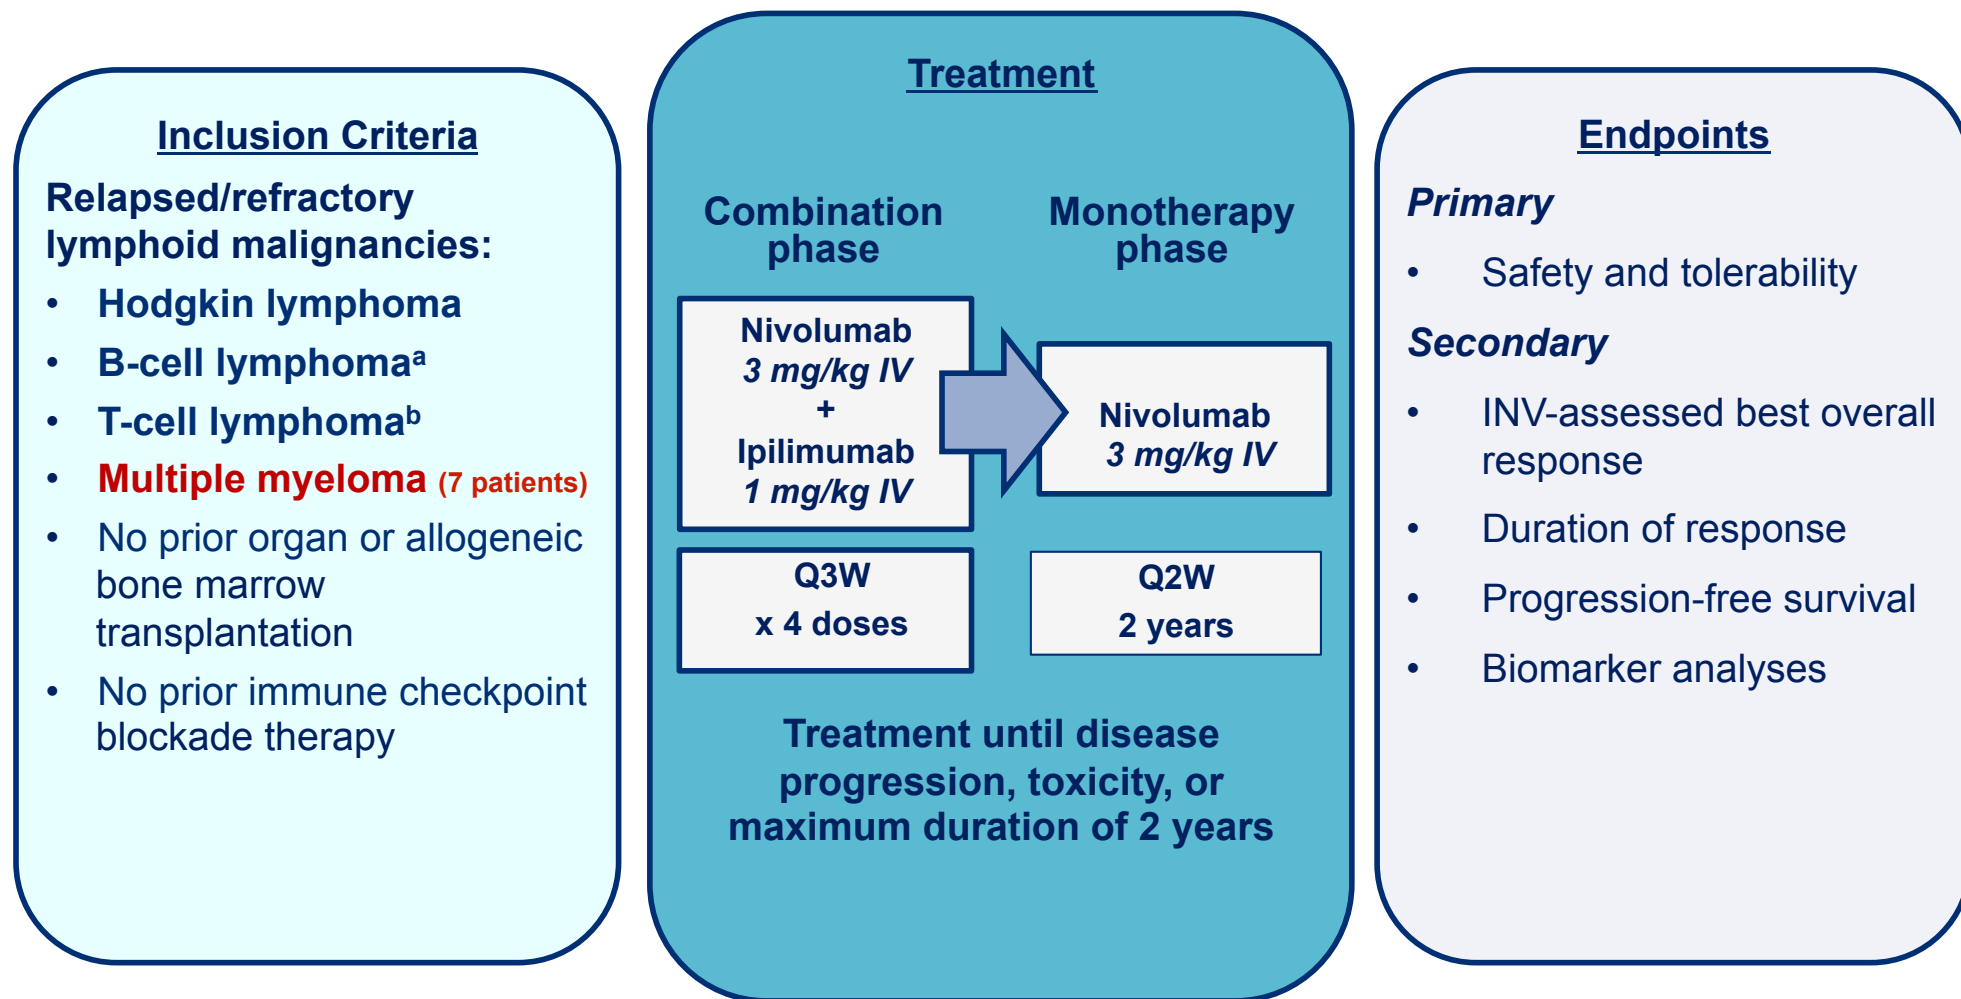 Inclusion Criteria
Relapsed/refractory
lymphoid malignancies:
• Hodgkin lymphoma
• B-cell lymphomaᵃ
• T-cell lymphomaᵇ
• Multiple myeloma (7 patients)
• No prior organ or allogeneic
bone marrow
transplantation
• No prior immune checkpoint
blockade therapy
Treatment
Combination
phase
Nivolumab
3 mg/kg IV
+
Ipilimumab
1 mg/kg IV
Q3W
x 4 doses
Monotherapy
phase
Nivolumab
3 mg/kg IV
Q2W
2 years
Treatment until disease
progression, toxicity, or
maximum duration of 2 years
Endpoints
Primary
• Safety and tolerability
Secondary
• INV-assessed best overall
response
• Duration of response
• Progression-free survival
• Biomarker analyses